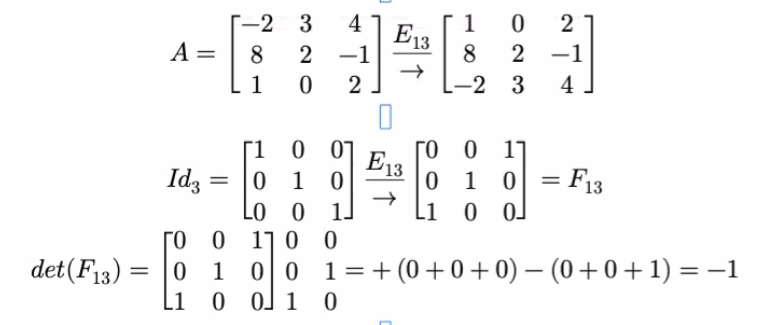 A = [−2 3 4; 8 2 −1; 1 0 2] E₁₃ → [1 0 2; 8 2 −1; −2 3 4]
Id₃ = [1 0 0; 0 1 0; 0 0 1] E₁₃ → [0 0 1; 0 1 0; 1 0 0] = F₁₃
det(F₁₃) = [0 0 1; 0 1 0; 1 0 0] 0 0; 0 1; 1 0 = + (0 + 0 + 0) − (0 + 0 + 1) = −1